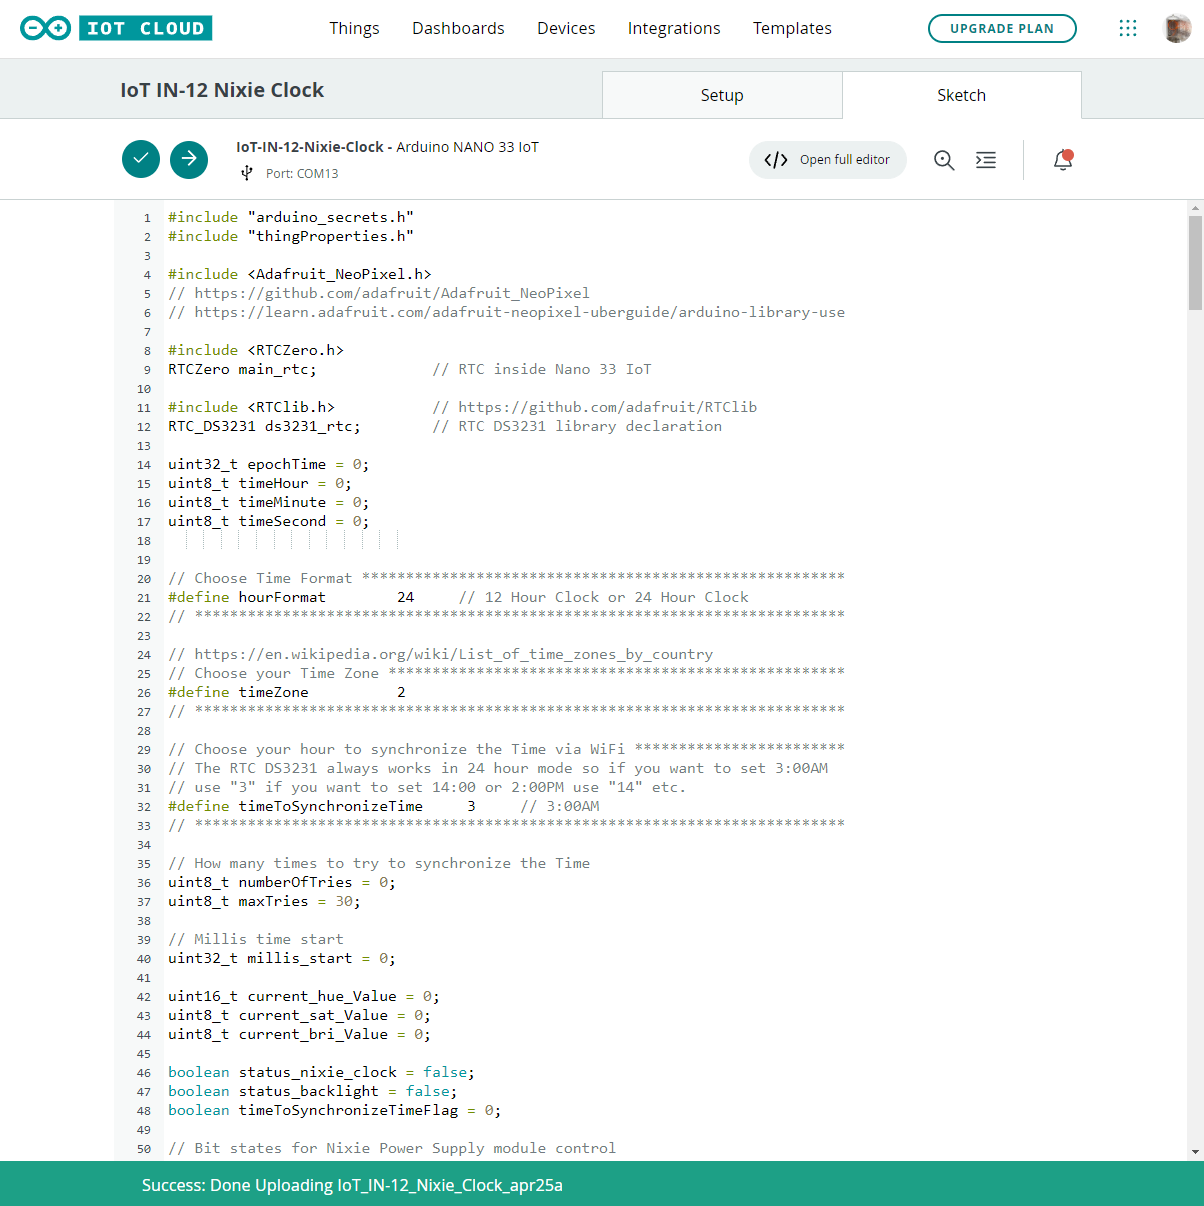 IOT CLOUD
Things Dashboards Devices Integrations Templates
UPGRADE PLAN
IoT IN-12 Nixie Clock
Setup
Sketch
IoT-IN-12-Nixie-Clock - Arduino NANO 33 IoT
Port: COM13
</> Open full editor
1 #include "arduino_secrets.h"
2 #include "thingProperties.h"
3
4 #include <Adafruit_NeoPixel.h>
5 // https://github.com/adafruit/Adafruit_NeoPixel
6 // https://learn.adafruit.com/adafruit-neopixel-uberguide/arduino-library-use
7
8 #include <RTCZero.h>
9 RTCZero main_rtc; // RTC inside Nano 33 IoT
10
11 #include <RTClib.h> // https://github.com/adafruit/RTClib
12 RTC_DS3231 ds3231_rtc; // RTC DS3231 library declaration
13
14 uint32_t epochTime = 0;
15 uint8_t timeHour = 0;
16 uint8_t timeMinute = 0;
17 uint8_t timeSecond = 0;
18
19
20 // Choose Time Format *******************************************************
21 #define hourFormat 24 // 12 Hour Clock or 24 Hour Clock
22 // **************************************************************************
23
24 // https://en.wikipedia.org/wiki/List_of_time_zones_by_country
25 // Choose your Time Zone ****************************************************
26 #define timeZone 2
27 // **************************************************************************
28
29 // Choose your hour to synchronize the Time via WiFi ************************
30 // The RTC DS3231 always works in 24 hour mode so if you want to set 3:00AM
31 // use "3" if you want to set 14:00 or 2:00PM use "14" etc.
32 #define timeToSynchronizeTime 3 // 3:00AM
33 // **************************************************************************
34
35 // How many times to try to synchronize the Time
36 uint8_t numberOfTries = 0;
37 uint8_t maxTries = 30;
38
39 // Millis time start
40 uint32_t millis_start = 0;
41
42 uint16_t current_hue_Value = 0;
43 uint8_t current_sat_Value = 0;
44 uint8_t current_bri_Value = 0;
45
46 boolean status_nixie_clock = false;
47 boolean status_backlight = false;
48 boolean timeToSynchronizeTimeFlag = 0;
49
50 // Bit states for Nixie Power Supply module control
Success: Done Uploading IoT_IN-12_Nixie_Clock_apr25a